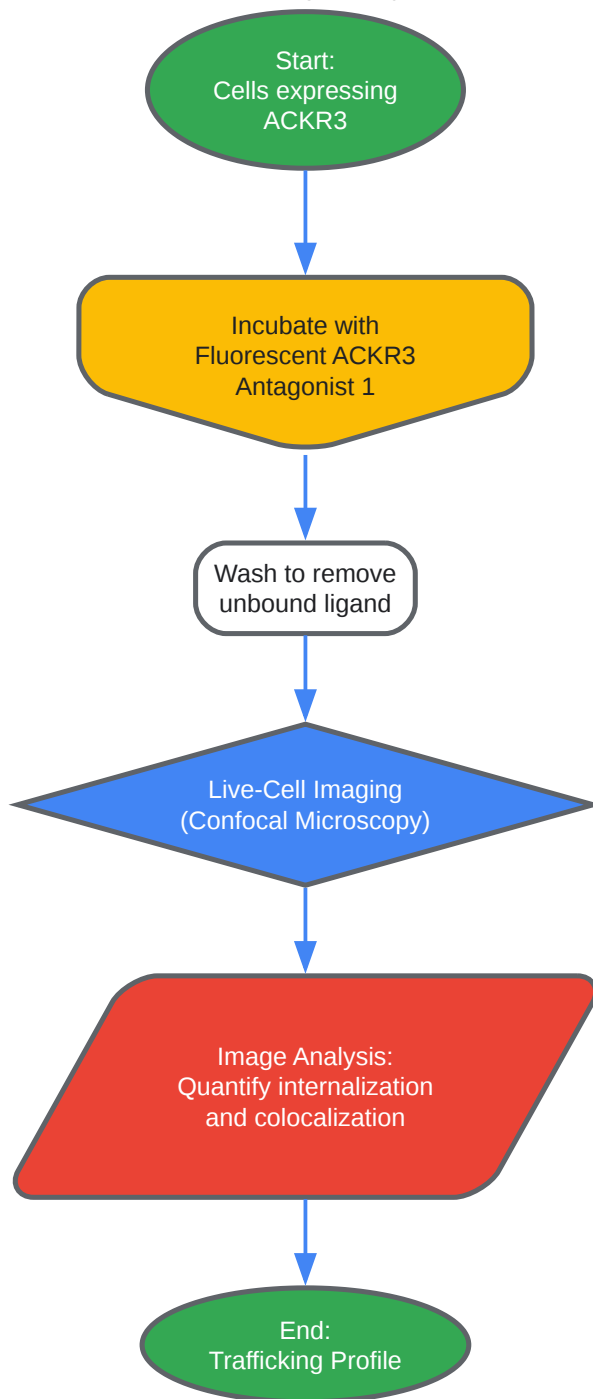 Start:
Cells expressing
ACKR3
Incubate with
Fluorescent ACKR3
Antagonist 1
Wash to remove
unbound ligand
Live-Cell Imaging
(Confocal Microscopy)
Image Analysis:
Quantify internalization
and colocalization
End:
Trafficking Profile